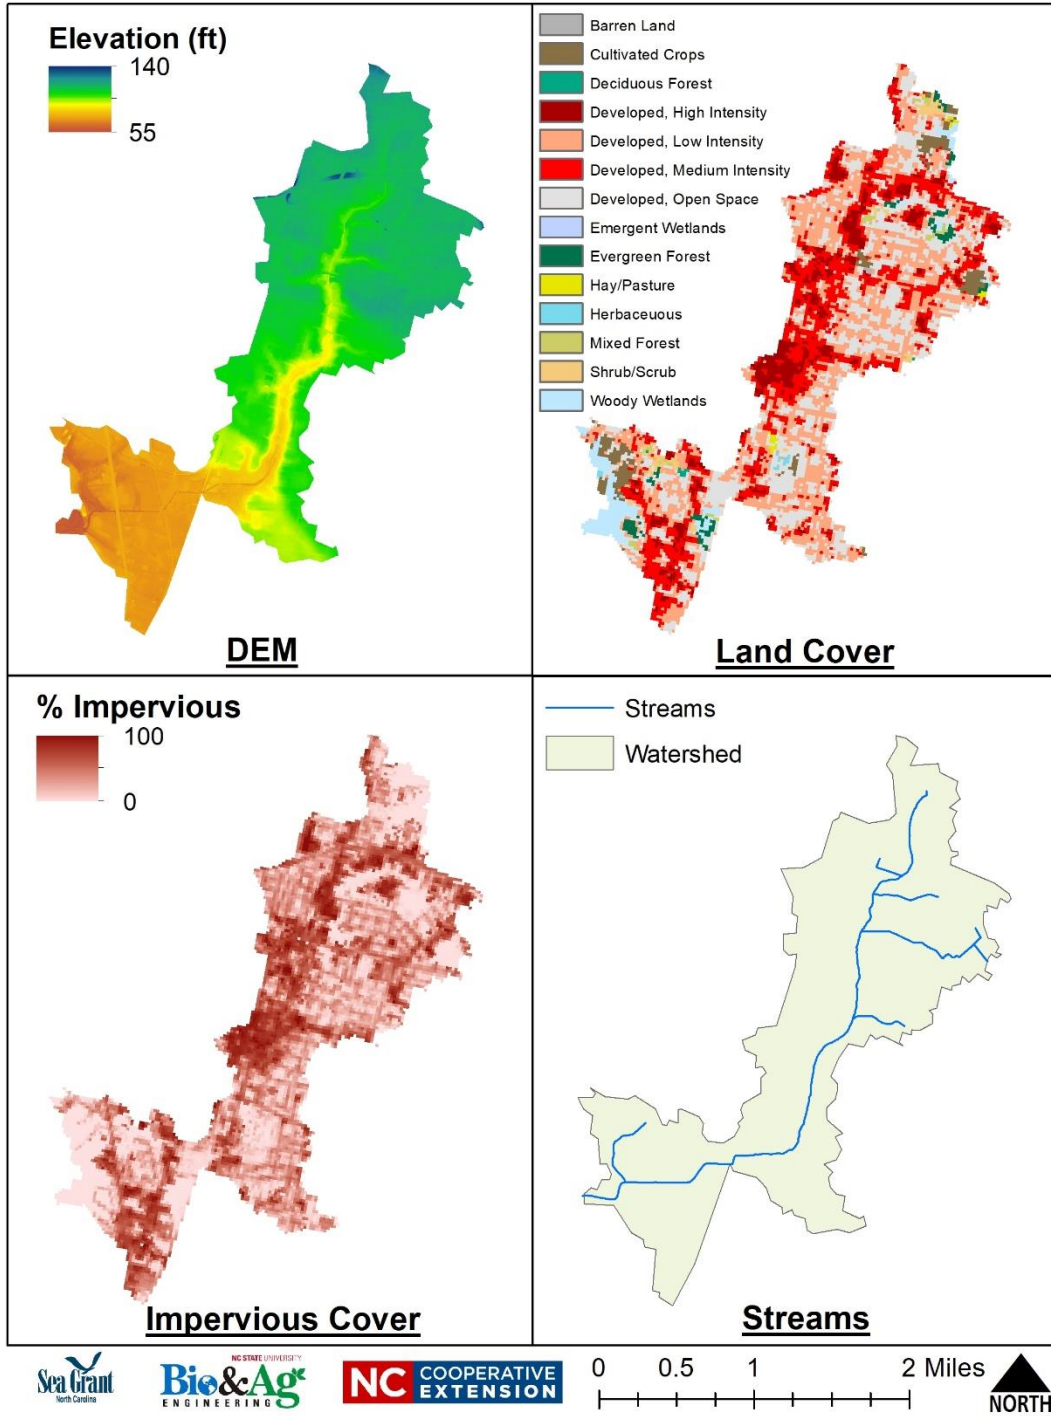 Elevation (ft)
140
55
DEM
Barren Land
Cultivated Crops
Deciduous Forest
Developed, High Intensity
Developed, Low Intensity
Developed, Medium Intensity
Developed, Open Space
Emergent Wetlands
Evergreen Forest
Hay/Pasture
Herbaceuous
Mixed Forest
Shrub/Scrub
Woody Wetlands
Land Cover
% Impervious
100
0
Impervious Cover
Streams
Watershed
Streams
Sea Grant
North Carolina
NC STATE UNIVERSITY
Bio&Ag
ENGINEERING
NC COOPERATIVE
EXTENSION
0 0.5 1 2 Miles
NORTH